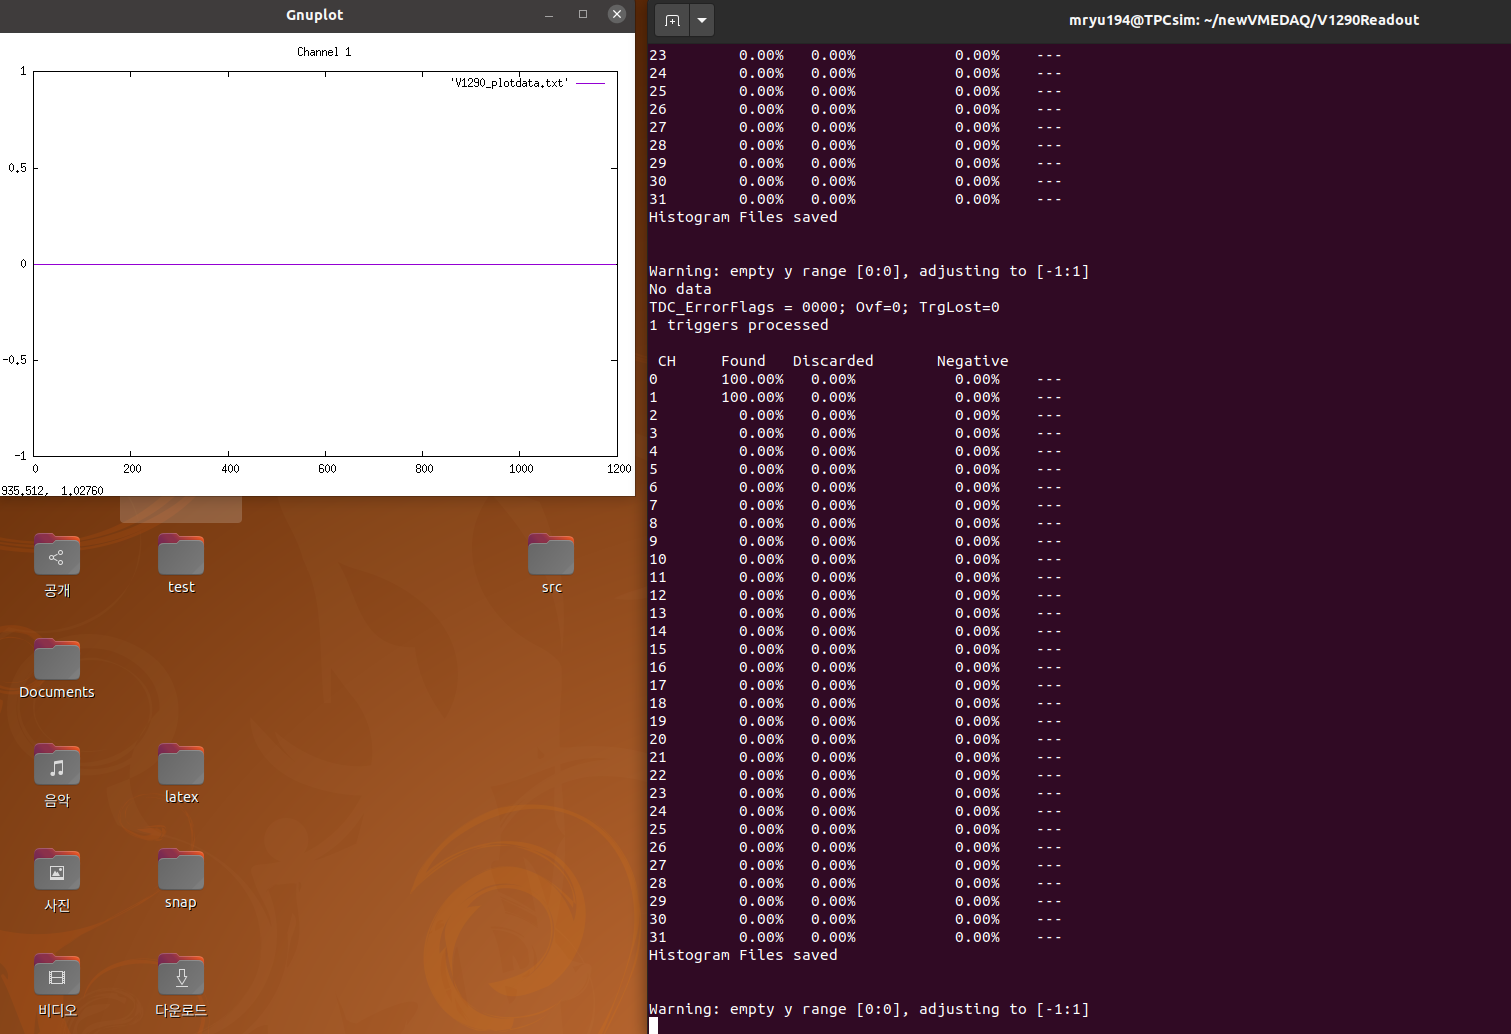 Gnuplot
Channel 1
'V1290_plotdata.txt'
1
0.5
0
-0.5
-1
0 200 400 600 800 1000 1200
935.512, 1.02760
공개
test
src
Documents
음악
latex
사진
snap
비디오
다운로드
mryu194@TPCsim: ~/newVMEDAQ/V1290Readout
23 0.00% 0.00% 0.00% ---
24 0.00% 0.00% 0.00% ---
25 0.00% 0.00% 0.00% ---
26 0.00% 0.00% 0.00% ---
27 0.00% 0.00% 0.00% ---
28 0.00% 0.00% 0.00% ---
29 0.00% 0.00% 0.00% ---
30 0.00% 0.00% 0.00% ---
31 0.00% 0.00% 0.00% ---
Histogram Files saved
Warning: empty y range [0:0], adjusting to [-1:1]
No data
TDC_ErrorFlags = 0000; Ovf=0; TrgLost=0
1 triggers processed
CH Found Discarded Negative
0 100.00% 0.00% 0.00% ---
1 100.00% 0.00% 0.00% ---
2 0.00% 0.00% 0.00% ---
3 0.00% 0.00% 0.00% ---
4 0.00% 0.00% 0.00% ---
5 0.00% 0.00% 0.00% ---
6 0.00% 0.00% 0.00% ---
7 0.00% 0.00% 0.00% ---
8 0.00% 0.00% 0.00% ---
9 0.00% 0.00% 0.00% ---
10 0.00% 0.00% 0.00% ---
11 0.00% 0.00% 0.00% ---
12 0.00% 0.00% 0.00% ---
13 0.00% 0.00% 0.00% ---
14 0.00% 0.00% 0.00% ---
15 0.00% 0.00% 0.00% ---
16 0.00% 0.00% 0.00% ---
17 0.00% 0.00% 0.00% ---
18 0.00% 0.00% 0.00% ---
19 0.00% 0.00% 0.00% ---
20 0.00% 0.00% 0.00% ---
21 0.00% 0.00% 0.00% ---
22 0.00% 0.00% 0.00% ---
23 0.00% 0.00% 0.00% ---
24 0.00% 0.00% 0.00% ---
25 0.00% 0.00% 0.00% ---
26 0.00% 0.00% 0.00% ---
27 0.00% 0.00% 0.00% ---
28 0.00% 0.00% 0.00% ---
29 0.00% 0.00% 0.00% ---
30 0.00% 0.00% 0.00% ---
31 0.00% 0.00% 0.00% ---
Histogram Files saved
Warning: empty y range [0:0], adjusting to [-1:1]